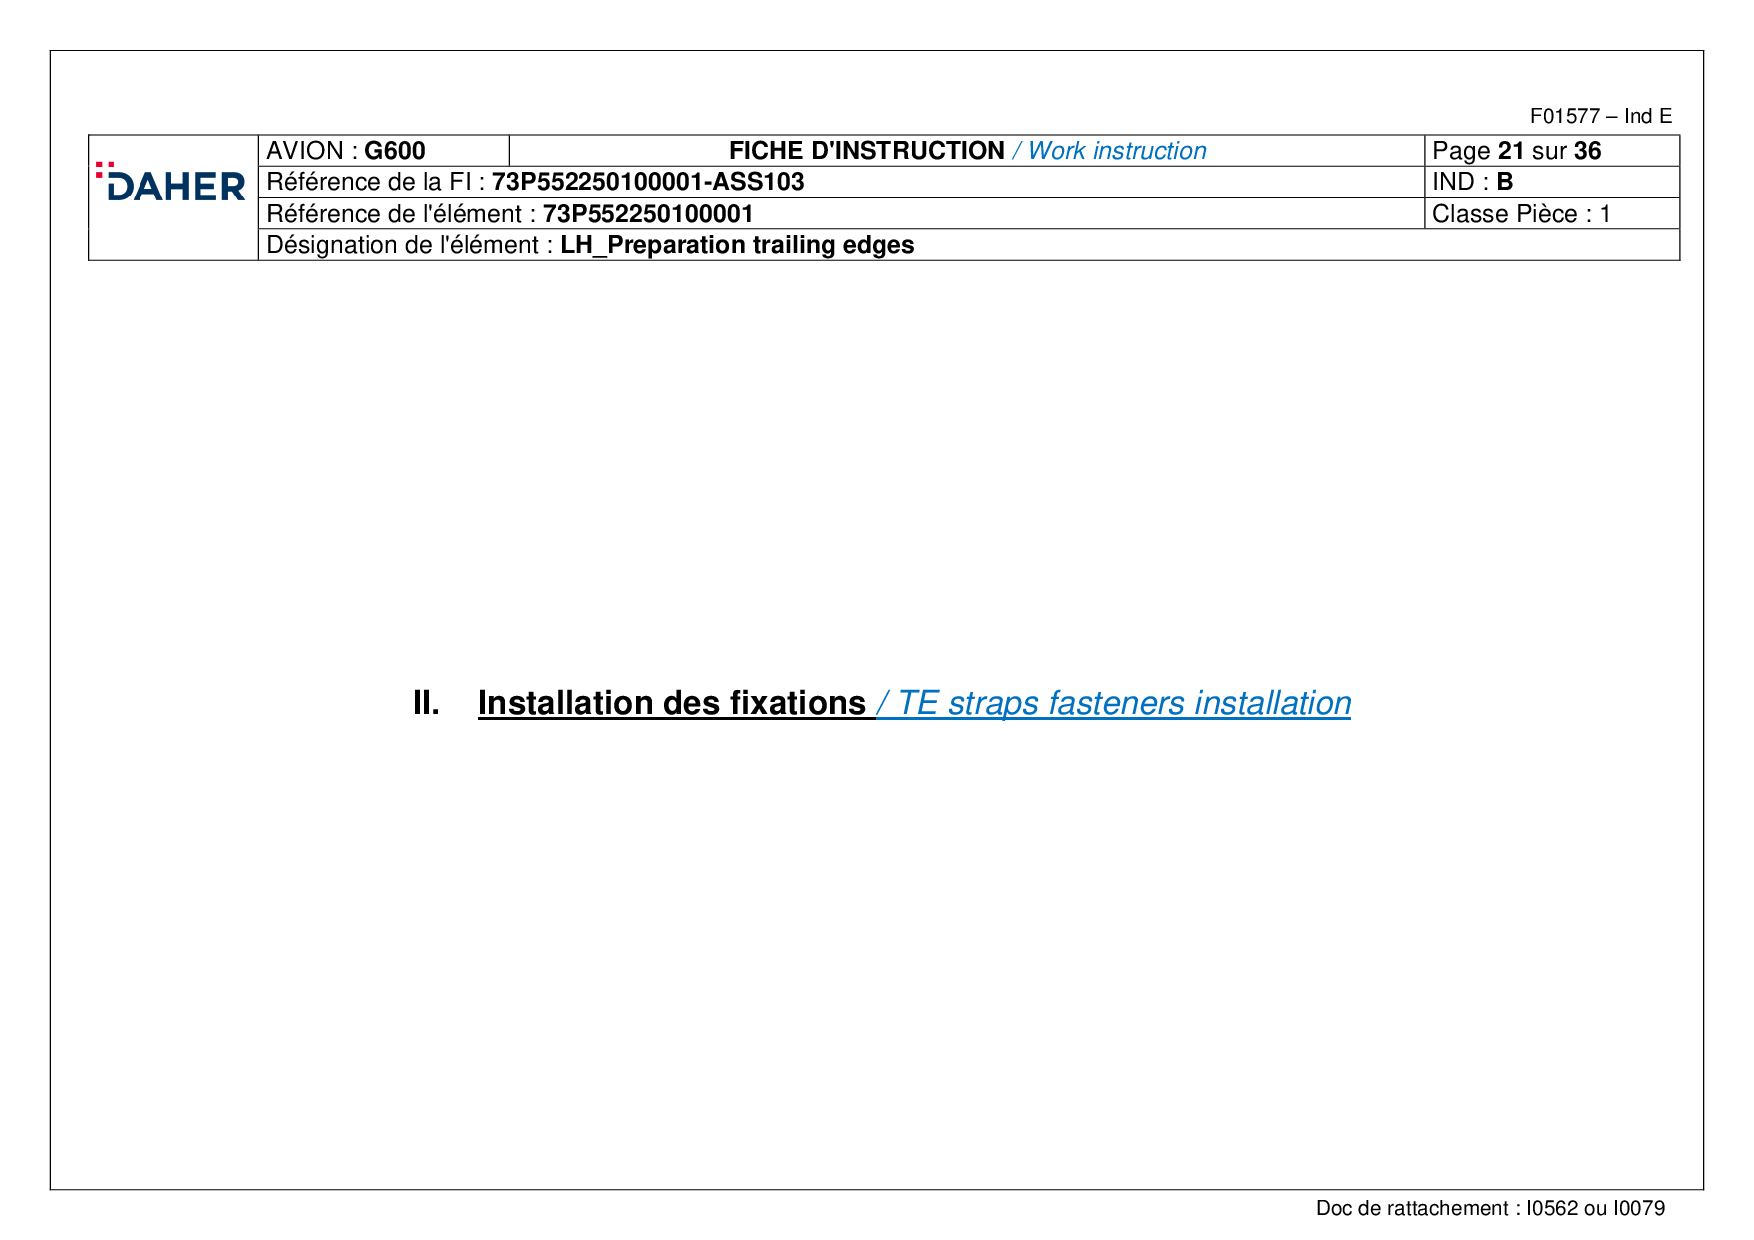 F01577 – Ind E
DAHER
AVION : G600
FICHE D'INSTRUCTION / Work instruction
Page 21 sur 36
Référence de la FI : 73P552250100001-ASS103
IND : B
Référence de l'élément : 73P552250100001
Classe Pièce : 1
Désignation de l'élément : LH_Preparation trailing edges
II. Installation des fixations / TE straps fasteners installation
Doc de rattachement : I0562 ou I0079